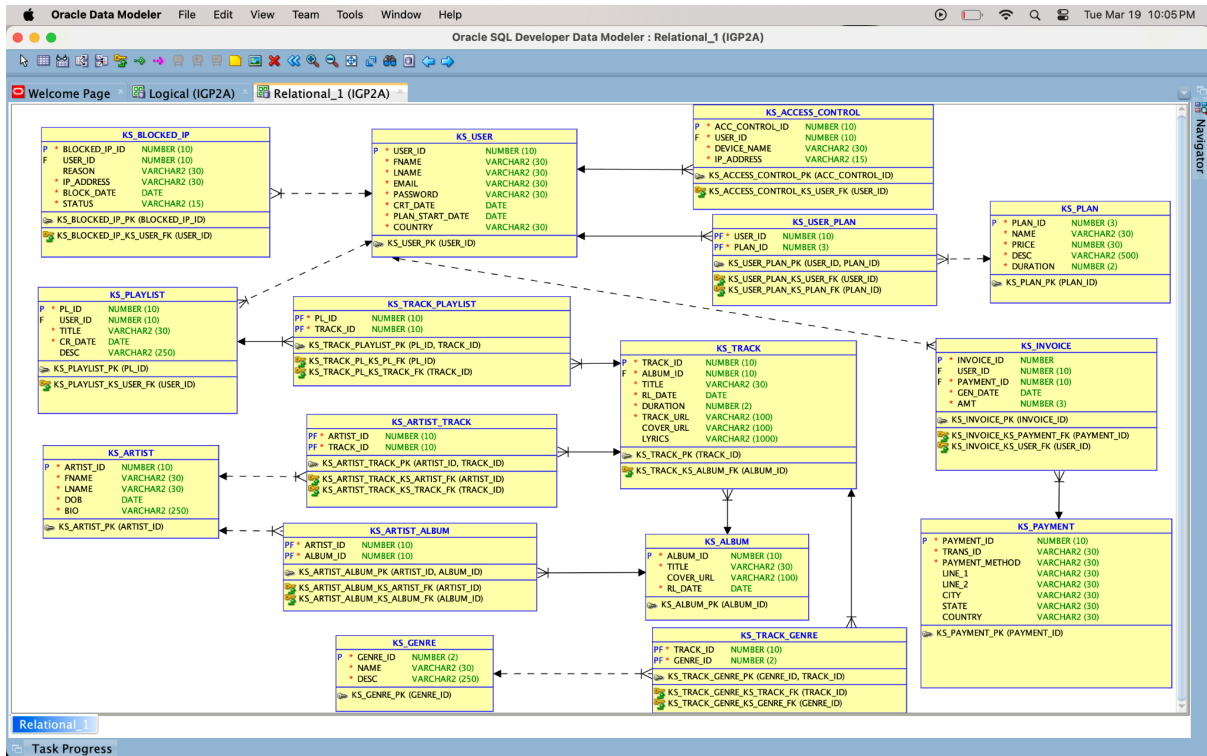 Oracle Data Modeler File Edit View Team Tools Window Help Tue Mar 19 10:05 PM
Oracle SQL Developer Data Modeler : Relational_1 (IGP2A)
Welcome Page Logical (IGP2A) Relational_1 (IGP2A)
Navigator
KS_BLOCKED_IP
P * BLOCKED_IP_ID NUMBER (10)
F USER_ID NUMBER (10)
REASON VARCHAR2 (30)
* IP_ADDRESS VARCHAR2 (30)
* BLOCK_DATE DATE
* STATUS VARCHAR2 (15)
KS_BLOCKED_IP_PK (BLOCKED_IP_ID)
KS_BLOCKED_IP_KS_USER_FK (USER_ID)
KS_USER
P * USER_ID NUMBER (10)
* FNAME VARCHAR2 (30)
* LNAME VARCHAR2 (30)
* EMAIL VARCHAR2 (30)
* PASSWORD VARCHAR2 (30)
* CRT_DATE DATE
* PLAN_START_DATE DATE
* COUNTRY VARCHAR2 (30)
KS_USER_PK (USER_ID)
KS_ACCESS_CONTROL
P * ACC_CONTROL_ID NUMBER (10)
F * USER_ID NUMBER (10)
* DEVICE_NAME VARCHAR2 (30)
* IP_ADDRESS VARCHAR2 (15)
KS_ACCESS_CONTROL_PK (ACC_CONTROL_ID)
KS_ACCESS_CONTROL_KS_USER_FK (USER_ID)
KS_USER_PLAN
PF * USER_ID NUMBER (10)
PF * PLAN_ID NUMBER (3)
KS_USER_PLAN_PK (USER_ID, PLAN_ID)
KS_USER_PLAN_KS_USER_FK (USER_ID)
KS_USER_PLAN_KS_PLAN_FK (PLAN_ID)
KS_PLAN
P * PLAN_ID NUMBER (3)
* NAME VARCHAR2 (30)
* PRICE NUMBER (30)
* DESC VARCHAR2 (500)
* DURATION NUMBER (2)
KS_PLAN_PK (PLAN_ID)
KS_PLAYLIST
P * PL_ID NUMBER (10)
F USER_ID NUMBER (10)
* TITLE VARCHAR2 (30)
* CR_DATE DATE
DESC VARCHAR2 (250)
KS_PLAYLIST_PK (PL_ID)
KS_PLAYLIST_KS_USER_FK (USER_ID)
KS_TRACK_PLAYLIST
PF * PL_ID NUMBER (10)
PF * TRACK_ID NUMBER (10)
KS_TRACK_PLAYLIST_PK (PL_ID, TRACK_ID)
KS_TRACK_PL_KS_PL_FK (PL_ID)
KS_TRACK_PL_KS_TRACK_FK (TRACK_ID)
KS_TRACK
P * TRACK_ID NUMBER (10)
F * ALBUM_ID NUMBER (10)
* TITLE VARCHAR2 (30)
* RL_DATE DATE
* DURATION NUMBER (2)
* TRACK_URL VARCHAR2 (100)
COVER_URL VARCHAR2 (100)
LYRICS VARCHAR2 (1000)
KS_TRACK_PK (TRACK_ID)
KS_TRACK_KS_ALBUM_FK (ALBUM_ID)
KS_INVOICE
P * INVOICE_ID NUMBER
F USER_ID NUMBER (10)
F * PAYMENT_ID NUMBER (10)
* GEN_DATE DATE
* AMT NUMBER (3)
KS_INVOICE_PK (INVOICE_ID)
KS_INVOICE_KS_PAYMENT_FK (PAYMENT_ID)
KS_INVOICE_KS_USER_FK (USER_ID)
KS_ARTIST_TRACK
PF * ARTIST_ID NUMBER (10)
PF * TRACK_ID NUMBER (10)
KS_ARTIST_TRACK_PK (ARTIST_ID, TRACK_ID)
KS_ARTIST_TRACK_KS_ARTIST_FK (ARTIST_ID)
KS_ARTIST_TRACK_KS_TRACK_FK (TRACK_ID)
KS_ARTIST
P * ARTIST_ID NUMBER (10)
* FNAME VARCHAR2 (30)
* LNAME VARCHAR2 (30)
* DOB DATE
* BIO VARCHAR2 (250)
KS_ARTIST_PK (ARTIST_ID)
KS_ARTIST_ALBUM
PF * ARTIST_ID NUMBER (10)
PF * ALBUM_ID NUMBER (10)
KS_ARTIST_ALBUM_PK (ARTIST_ID, ALBUM_ID)
KS_ARTIST_ALBUM_KS_ARTIST_FK (ARTIST_ID)
KS_ARTIST_ALBUM_KS_ALBUM_FK (ALBUM_ID)
KS_ALBUM
P * ALBUM_ID NUMBER (10)
* TITLE VARCHAR2 (30)
COVER_URL VARCHAR2 (100)
* RL_DATE DATE
KS_ALBUM_PK (ALBUM_ID)
KS_PAYMENT
P * PAYMENT_ID NUMBER (10)
* TRANS_ID VARCHAR2 (30)
* PAYMENT_METHOD VARCHAR2 (30)
LINE_1 VARCHAR2 (30)
LINE_2 VARCHAR2 (30)
CITY VARCHAR2 (30)
STATE VARCHAR2 (30)
COUNTRY VARCHAR2 (30)
KS_PAYMENT_PK (PAYMENT_ID)
KS_GENRE
P * GENRE_ID NUMBER (2)
* NAME VARCHAR2 (30)
* DESC VARCHAR2 (250)
KS_GENRE_PK (GENRE_ID)
KS_TRACK_GENRE
PF * TRACK_ID NUMBER (10)
PF * GENRE_ID NUMBER (2)
KS_TRACK_GENRE_PK (GENRE_ID, TRACK_ID)
KS_TRACK_GENRE_KS_TRACK_FK (TRACK_ID)
KS_TRACK_GENRE_KS_GENRE_FK (GENRE_ID)
Relational_1
Task Progress